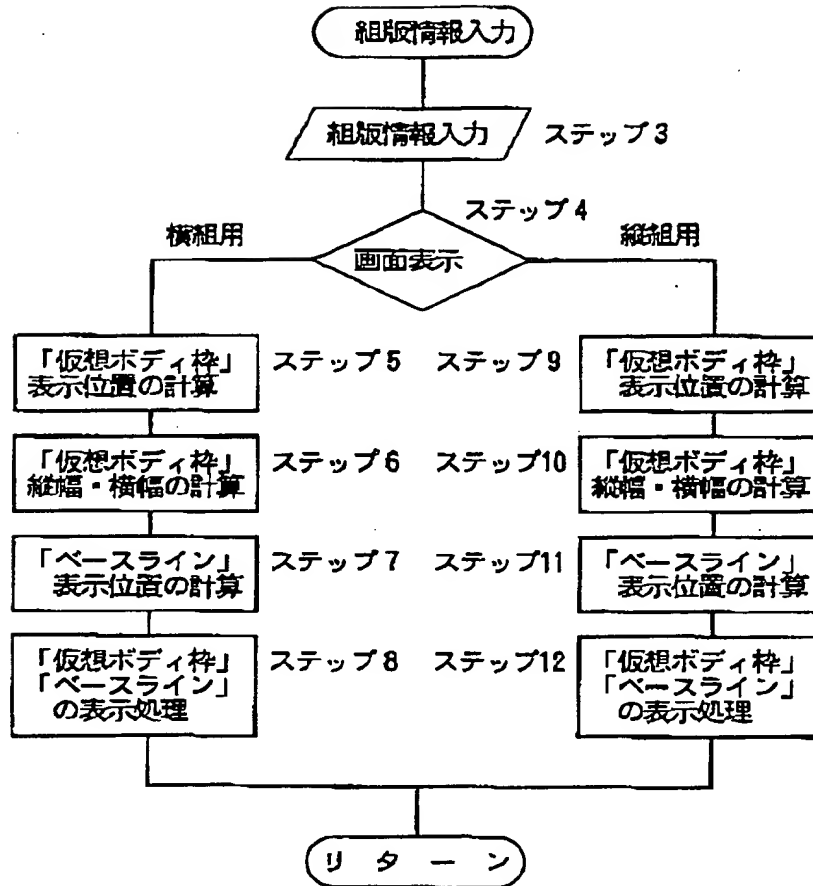 組版情報入力
組版情報入力 ステップ3
ステップ4
横組用 縦組用
画面表示
「仮想ボディ枠」
表示位置の計算
ステップ5 ステップ9
「仮想ボディ枠」
表示位置の計算
「仮想ボディ枠」
縦幅・横幅の計算
ステップ6 ステップ10
「仮想ボディ枠」
縦幅・横幅の計算
「ベースライン」
表示位置の計算
ステップ7 ステップ11
「ベースライン」
表示位置の計算
「仮想ボディ枠」
「ベースライン」
の表示処理
ステップ8 ステップ12
「仮想ボディ枠」
「ベースライン」
の表示処理
リターン